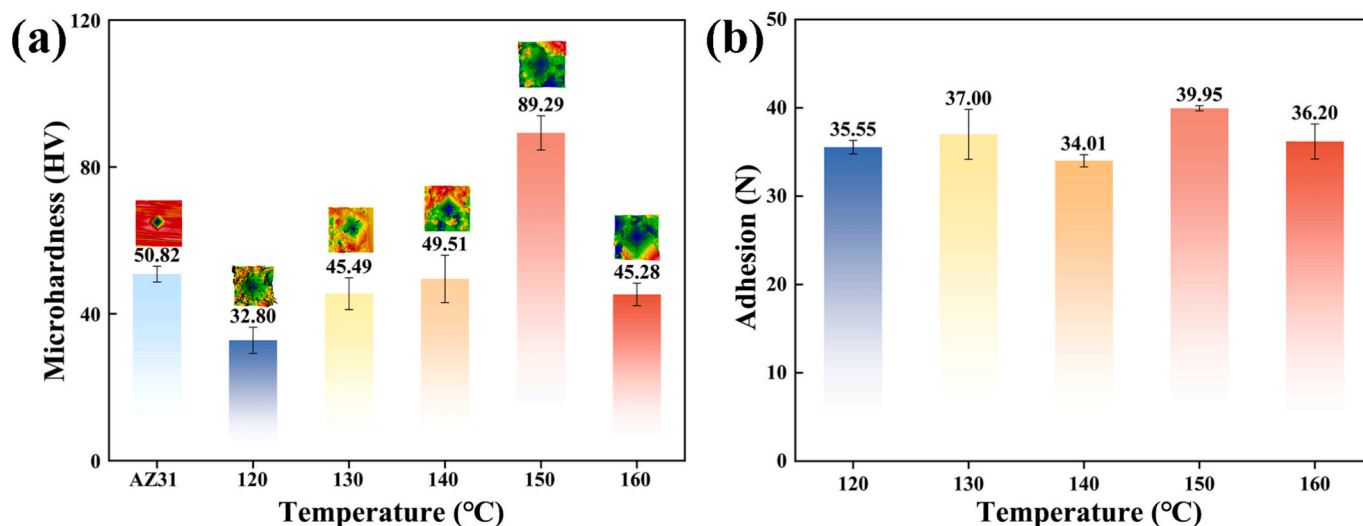 (a)
Microhardness (HV)
120
80
40
0
50.82
32.80
45.49
49.51
89.29
45.28
AZ31 120 130 140 150 160
Temperature (°C)
(b)
Adhesion (N)
50
40
30
20
10
0
35.55
37.00
34.01
39.95
36.20
120 130 140 150 160
Temperature (°C)